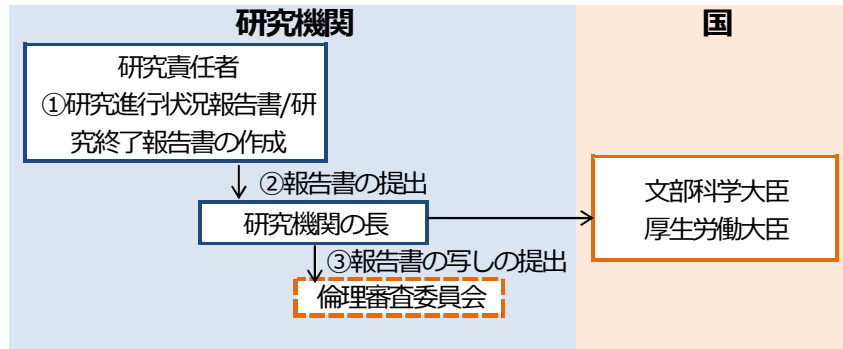 研究機関
国
研究責任者
①研究進行状況報告書/研
究終了報告書の作成
②報告書の提出
研究機関の長
文部科学大臣
厚生労働大臣
③報告書の写しの提出
倫理審査委員会